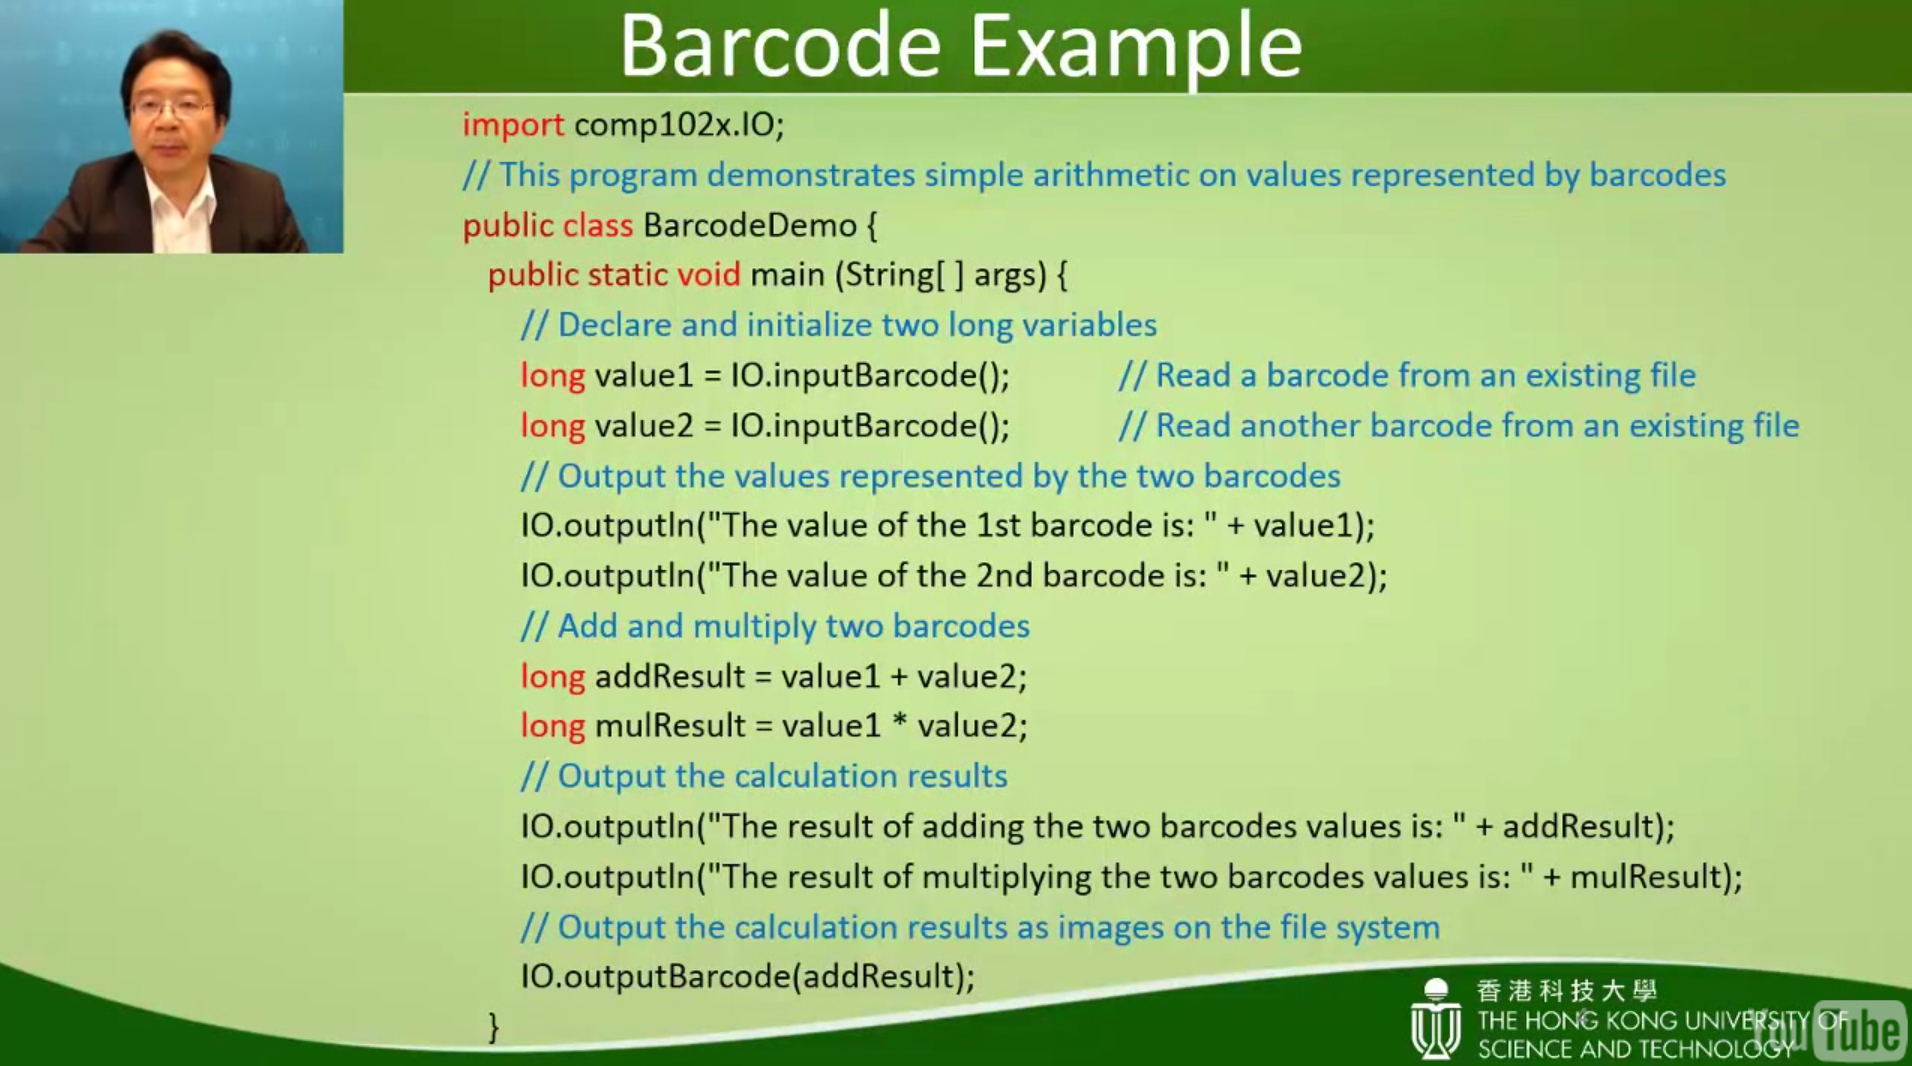 Barcode Example
import comp102x.IO;
// This program demonstrates simple arithmetic on values represented by barcodes
public class BarcodeDemo {
public static void main (String[ ] args) {
// Declare and initialize two long variables
long value1 = IO.inputBarcode(); // Read a barcode from an existing file
long value2 = IO.inputBarcode(); // Read another barcode from an existing file
// Output the values represented by the two barcodes
IO.outputln("The value of the 1st barcode is: " + value1);
IO.outputln("The value of the 2nd barcode is: " + value2);
// Add and multiply two barcodes
long addResult = value1 + value2;
long mulResult = value1 * value2;
// Output the calculation results
IO.outputln("The result of adding the two barcodes values is: " + addResult);
IO.outputln("The result of multiplying the two barcodes values is: " + mulResult);
// Output the calculation results as images on the file system
IO.outputBarcode(addResult);
}
香港科技大學
THE HONG KONG UNIVERSITY OF
SCIENCE AND TECHNOLOGY
YouTube